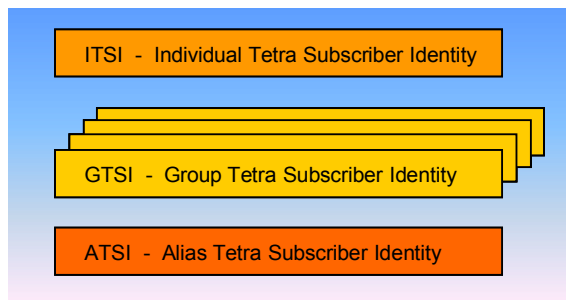 ITSI - Individual Tetra Subscriber Identity
GTSI - Group Tetra Subscriber Identity
ATSI - Alias Tetra Subscriber Identity